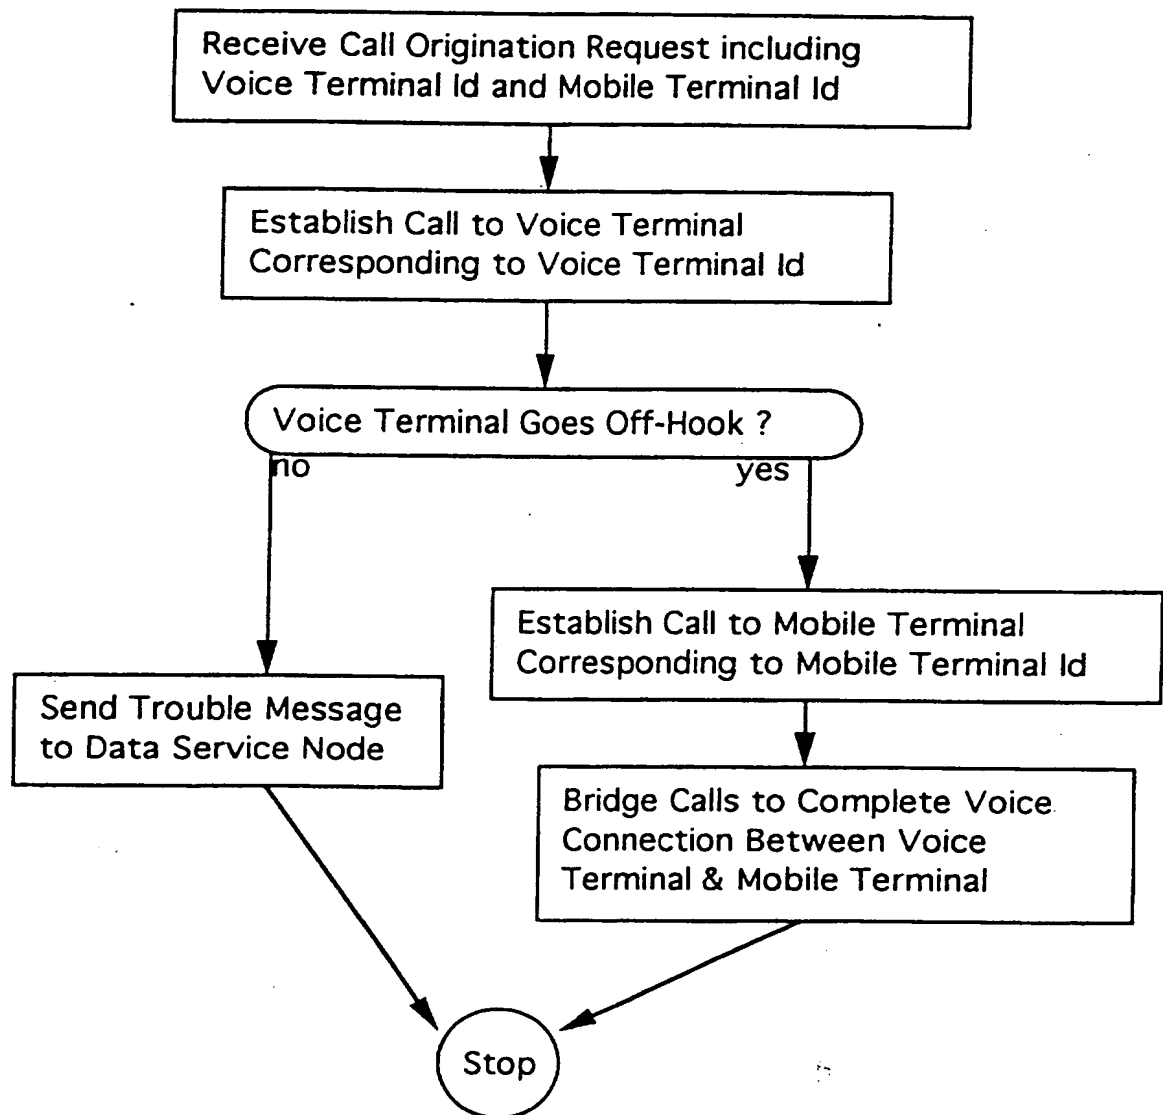 Receive Call Origination Request including
Voice Terminal Id and Mobile Terminal Id
Establish Call to Voice Terminal
Corresponding to Voice Terminal Id
Voice Terminal Goes Off-Hook ?
no
yes
Establish Call to Mobile Terminal
Corresponding to Mobile Terminal Id
Send Trouble Message
to Data Service Node
Bridge Calls to Complete Voice
Connection Between Voice
Terminal & Mobile Terminal
Stop